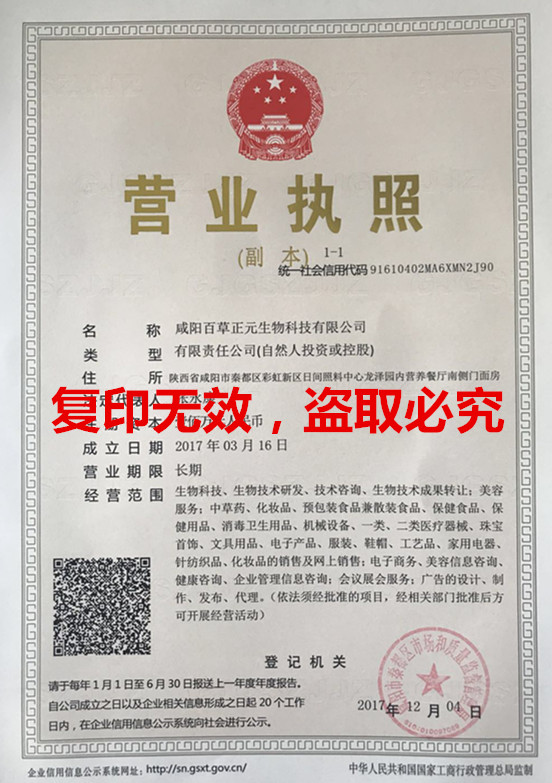 营业执照
(副本) 1-1
统一社会信用代码 91610402MA6XMN2J90
名称 咸阳百草正元生物科技有限公司
类型 有限责任公司(自然人投资或控股)
住所 陕西省咸阳市秦都区彩虹新区日间照料中心龙泽园内营养餐厅南侧门面房
法定代表人
复印无效，盗取必究
注册资本 人民币
成立日期 2017年03月16日
营业期限 长期
经营范围 生物科技、生物技术研发、技术咨询、生物技术成果转让；美容
服务；中草药、化妆品、预包装食品兼散装食品、保健食品、保
健用品、消毒卫生用品、机械设备、一类、二类医疗器械、珠宝
首饰、文具用品、电子产品、服装、鞋帽、工艺品、家用电器、
针纺织品、化妆品的销售及网上销售；电子商务、美容信息咨询、
健康咨询、企业管理信息咨询；会议展会服务；广告的设计、制
作、发布、代理。（依法须经批准的项目，经相关部门批准后方
可开展经营活动）
登记机关
请于每年1月1日至6月30日报送上一年度年度报告。
自公司成立之日以及企业相关信息形成之日起20个工作
日内，在企业信用信息公示系统向社会进行公示。
2017年12月04日
企业信用信息公示系统网址：http://sn.gsxt.gov.cn/
中华人民共和国国家工商行政管理总局监制